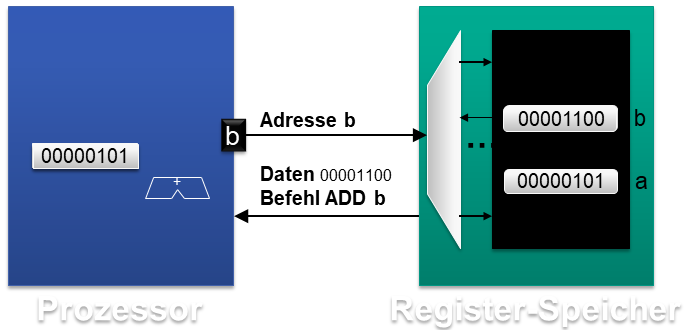 b
Adresse b
00001100
b
00000101
+
Daten 00001100
Befehl ADD b
00000101
a
...
Prozessor
Register-Speicher